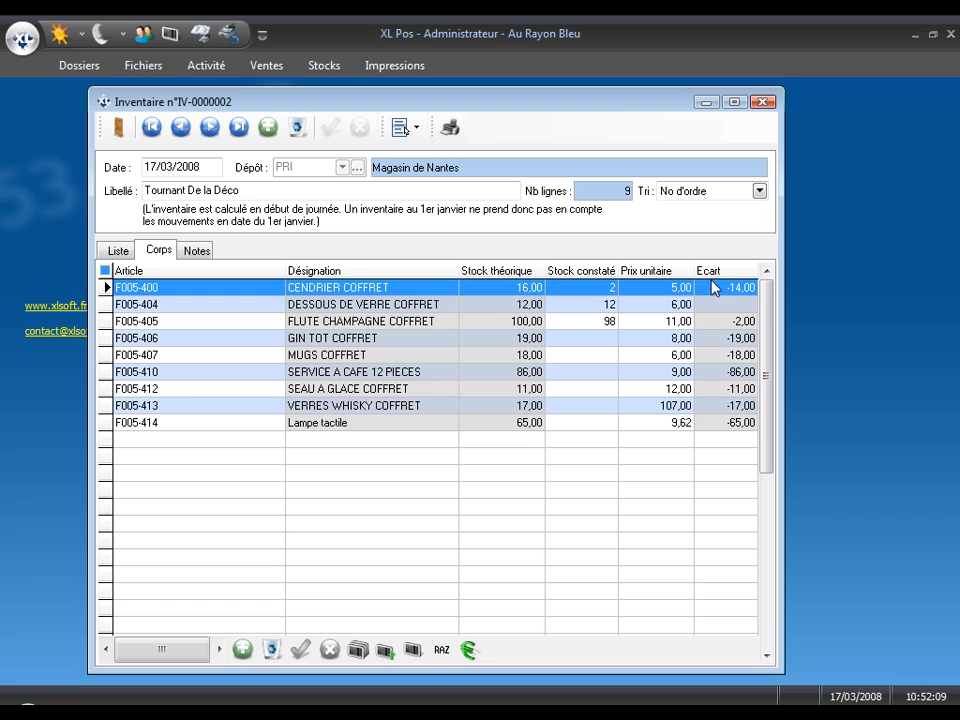 XL Pos - Administrateur - Au Rayon Bleu
Dossiers Fichiers Activité Ventes Stocks Impressions
Inventaire n°IV-0000002
Date : 17/03/2008 Dépôt : PRI Magasin de Nantes
Libellé : Tournant De la Déco Nb lignes : 9 Tri : No d'ordre
(L'inventaire est calculé en début de journée. Un inventaire au 1er janvier ne prend donc pas en compte
les mouvements en date du 1er janvier.)
Liste Corps Notes
Article Désignation Stock théorique Stock constaté Prix unitaire Ecart
F005-400 CENDRIER COFFRET 16,00 2 5,00 -14,00
F005-404 DESSOUS DE VERRE COFFRET 12,00 12 6,00
F005-405 FLUTE CHAMPAGNE COFFRET 100,00 98 11,00 -2,00
F005-406 GIN TOT COFFRET 19,00 8,00 -19,00
F005-407 MUGS COFFRET 18,00 6,00 -18,00
F005-410 SERVICE A CAFE 12 PIECES 86,00 9,00 -86,00
F005-412 SEAU A GLACE COFFRET 11,00 12,00 -11,00
F005-413 VERRES WHISKY COFFRET 17,00 107,00 -17,00
F005-414 Lampe tactile 65,00 9,62 -65,00
www.xlsoft.fr
contact@xlso
53
RAZ
17/03/2008 10:52:09